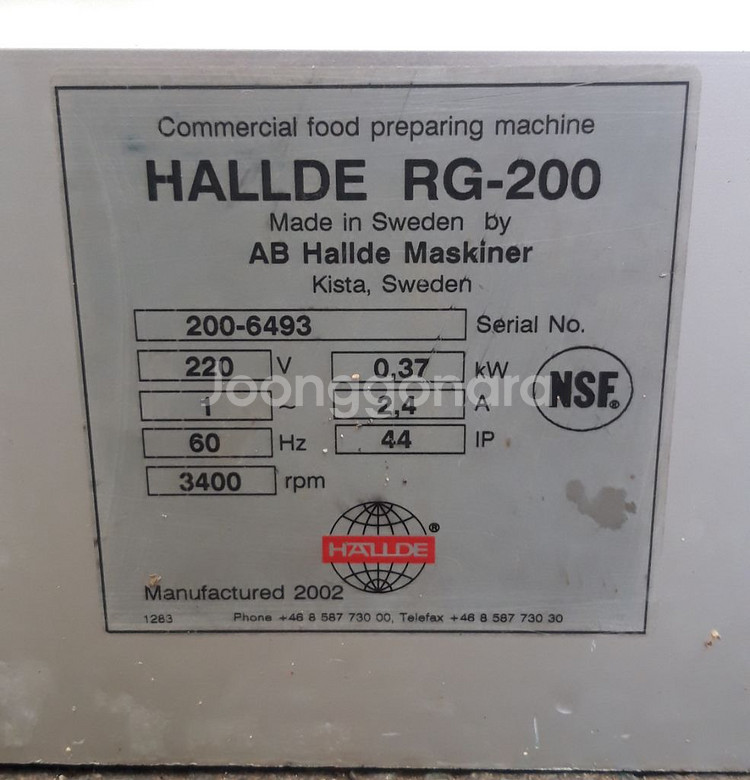 Commercial food preparing machine
HALLDE RG-200
Made in Sweden by
AB Hallde Maskiner
Kista, Sweden
200-6493 Serial No.
220 V 0,37 kW
Joonggondra
1 ~ 2,4 A
NSF®
60 Hz 44 IP
3400 rpm
HALLDE ®
Manufactured 2002
1283 Phone +46 8 587 730 00, Telefax +46 8 587 730 30